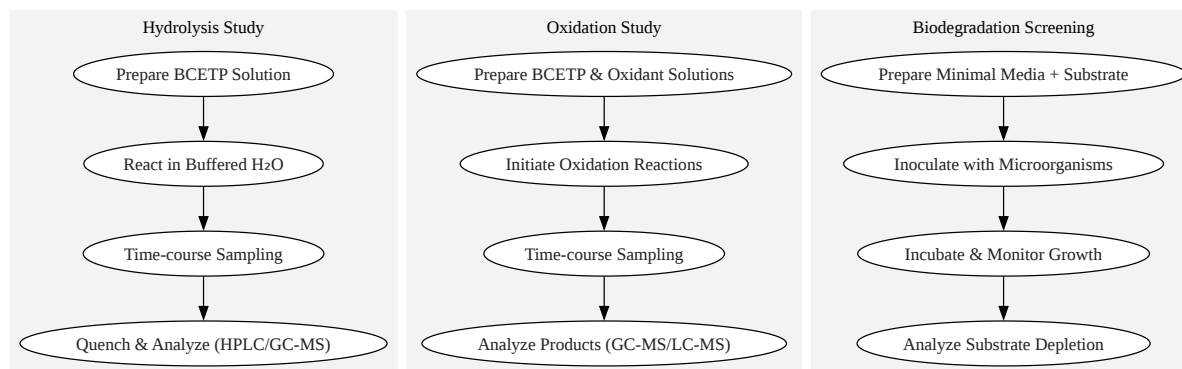 Hydrolysis Study
Prepare BCETP Solution
React in Buffered H₂O
Time-course Sampling
Quench & Analyze (HPLC/GC-MS)
Oxidation Study
Prepare BCETP & Oxidant Solutions
Initiate Oxidation Reactions
Time-course Sampling
Analyze Products (GC-MS/LC-MS)
Biodegradation Screening
Prepare Minimal Media + Substrate
Inoculate with Microorganisms
Incubate & Monitor Growth
Analyze Substrate Depletion